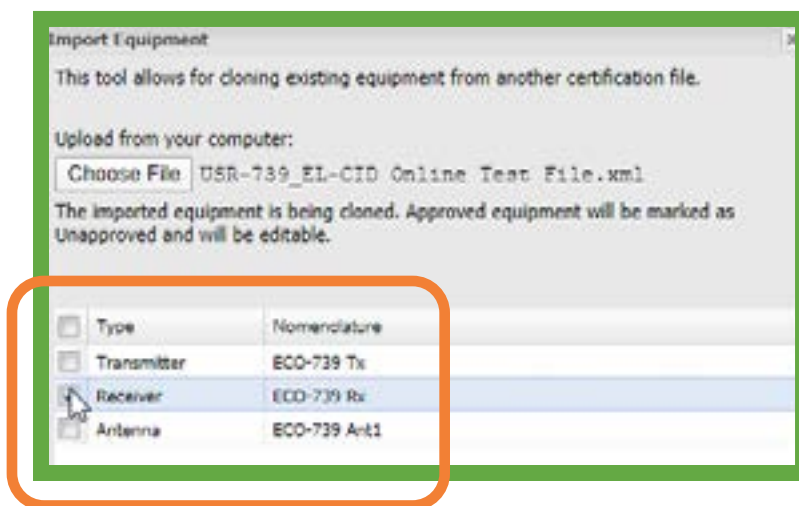 Import Equipment
This tool allows for cloning existing equipment from another certification file.
Upload from your computer:
Choose File USR-739_EL-CID Online Test File.xml
The imported equipment is being cloned. Approved equipment will be marked as
Unapproved and will be editable.
Type Nomenclature
Transmitter ECO-739 Tx
Receiver ECO-739 Rx
Antenna ECO-739 Ant1